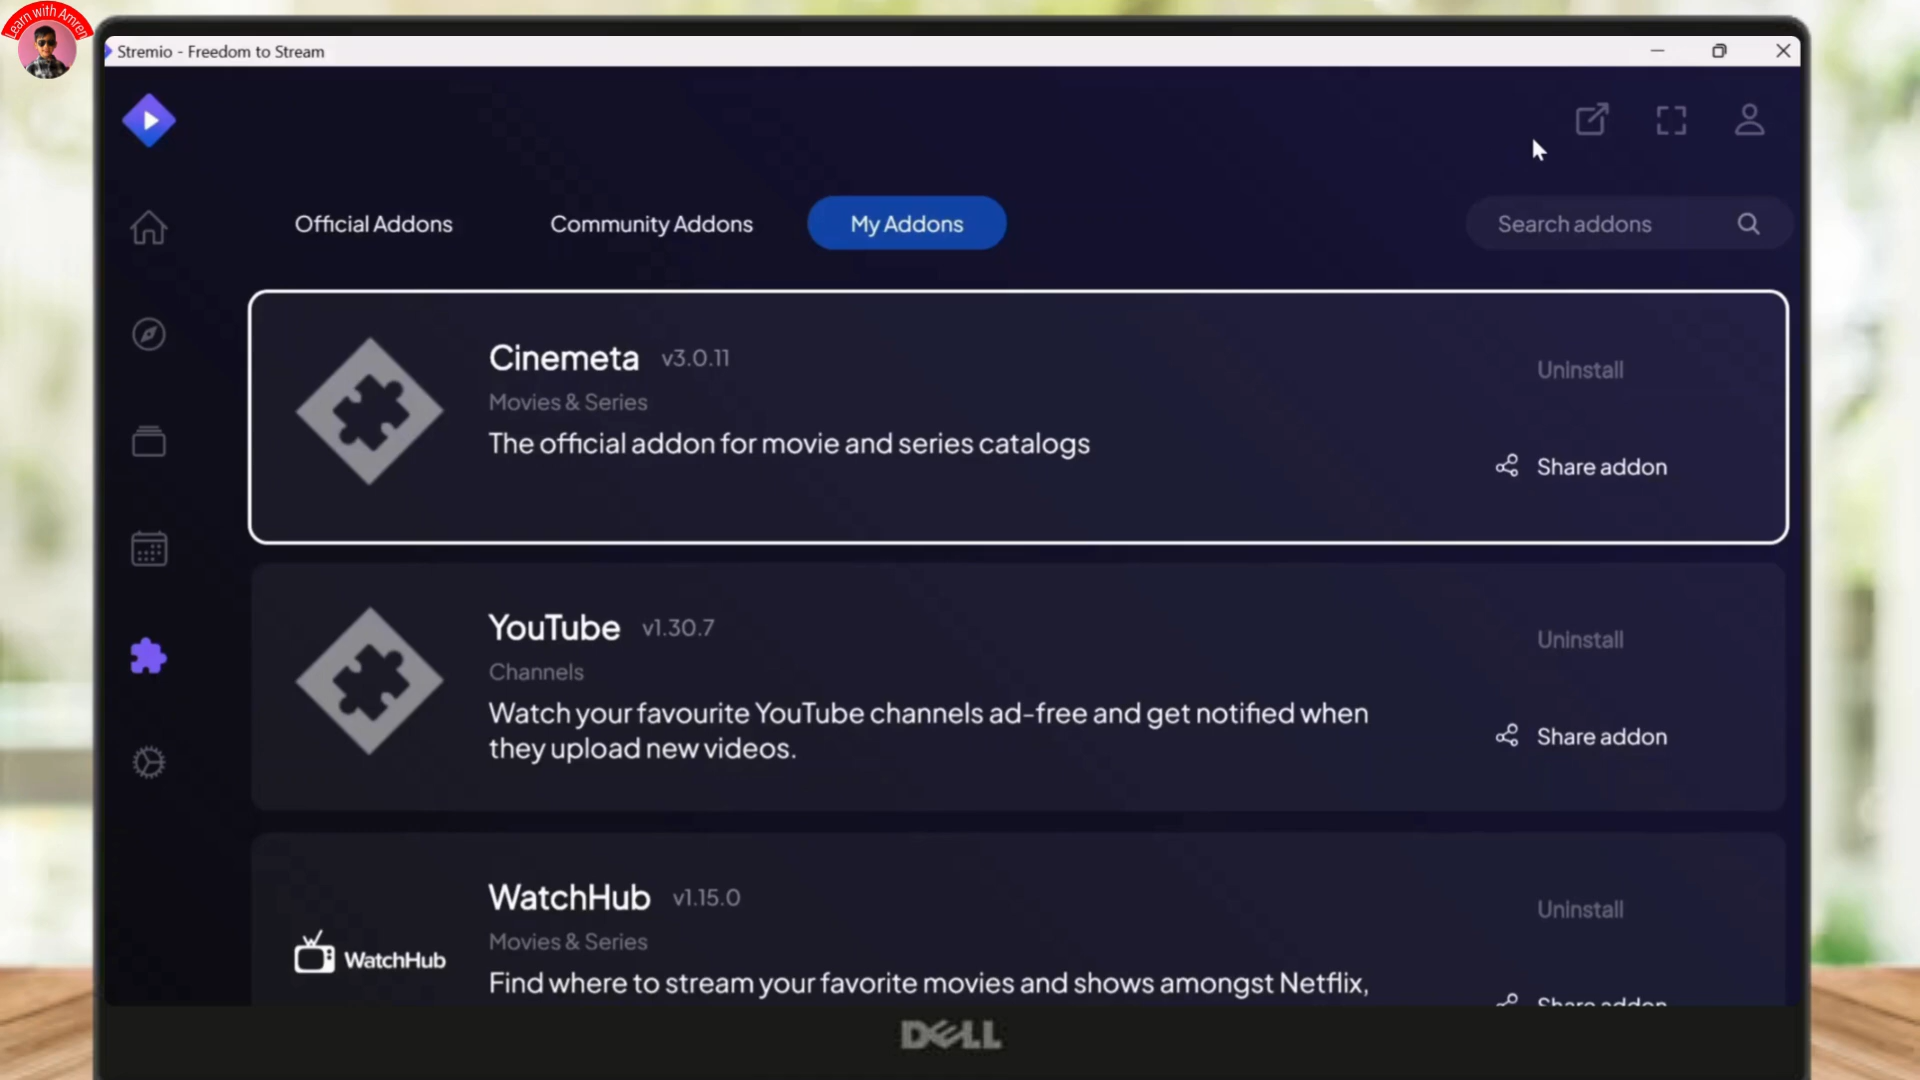 Learn with Amren
Stremio - Freedom to Stream
Official Addons
Community Addons
My Addons
Search addons
Cinemeta v3.0.11
Movies & Series
The official addon for movie and series catalogs
Uninstall
Share addon
YouTube v1.30.7
Channels
Watch your favourite YouTube channels ad-free and get notified when
they upload new videos.
Uninstall
Share addon
WatchHub v1.15.0
Movies & Series
WatchHub
Find where to stream your favorite movies and shows amongst Netflix,
Uninstall
Share addon
DELL